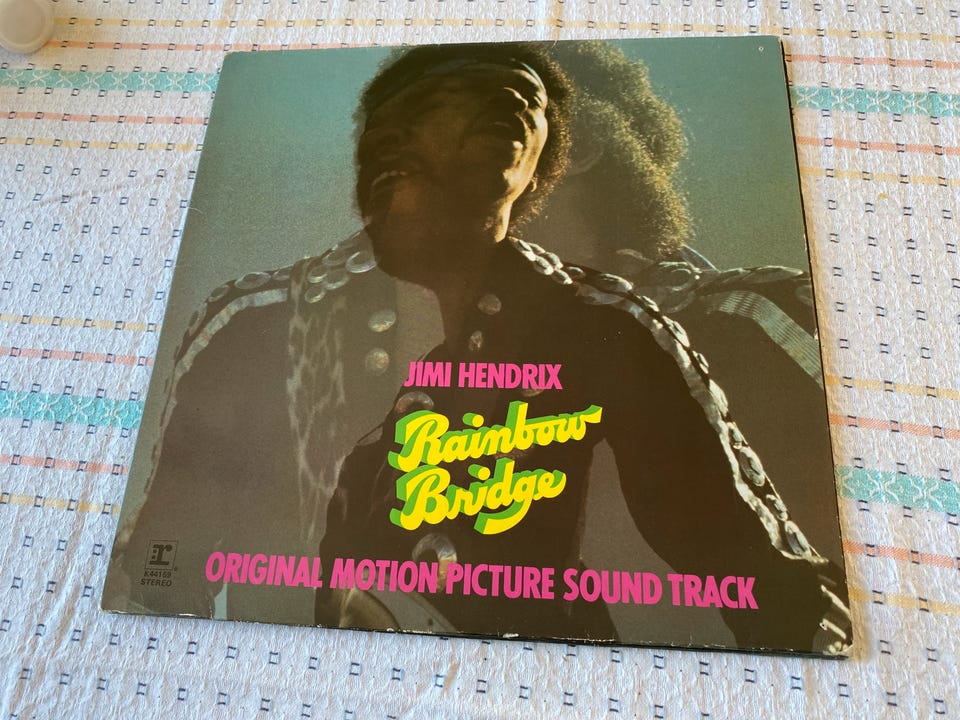 JIMI HENDRIX
Rainbow
Bridge
r
K44159
STEREO
ORIGINAL MOTION PICTURE SOUND TRACK